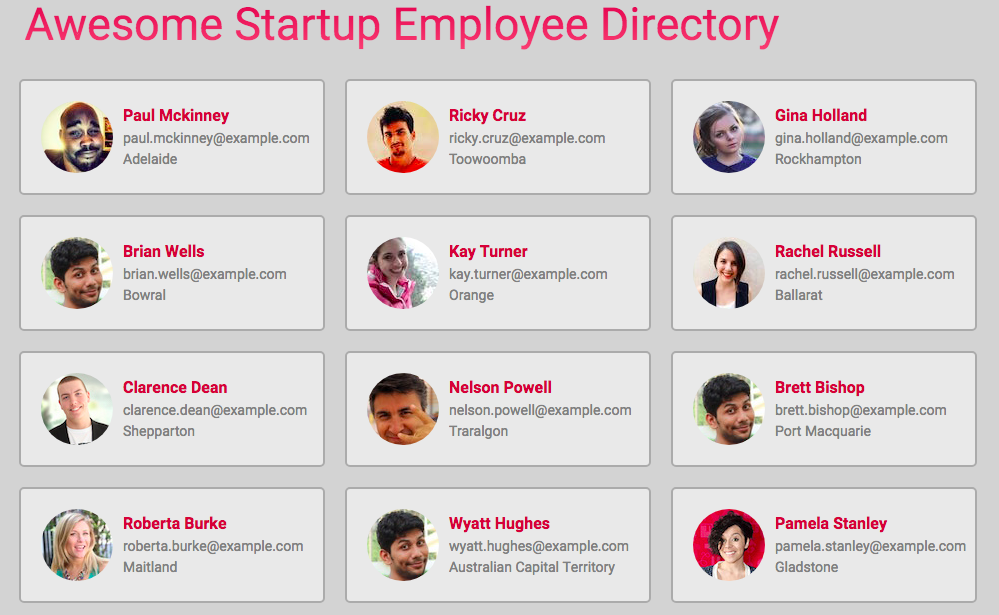 Awesome Startup Employee Directory
Paul Mckinney
paul.mckinney@example.com
Adelaide
Ricky Cruz
ricky.cruz@example.com
Toowoomba
Gina Holland
gina.holland@example.com
Rockhampton
Brian Wells
brian.wells@example.com
Bowral
Kay Turner
kay.turner@example.com
Orange
Rachel Russell
rachel.russell@example.com
Ballarat
Clarence Dean
clarence.dean@example.com
Shepparton
Nelson Powell
nelson.powell@example.com
Traralgon
Brett Bishop
brett.bishop@example.com
Port Macquarie
Roberta Burke
roberta.burke@example.com
Maitland
Wyatt Hughes
wyatt.hughes@example.com
Australian Capital Territory
Pamela Stanley
pamela.stanley@example.com
Gladstone